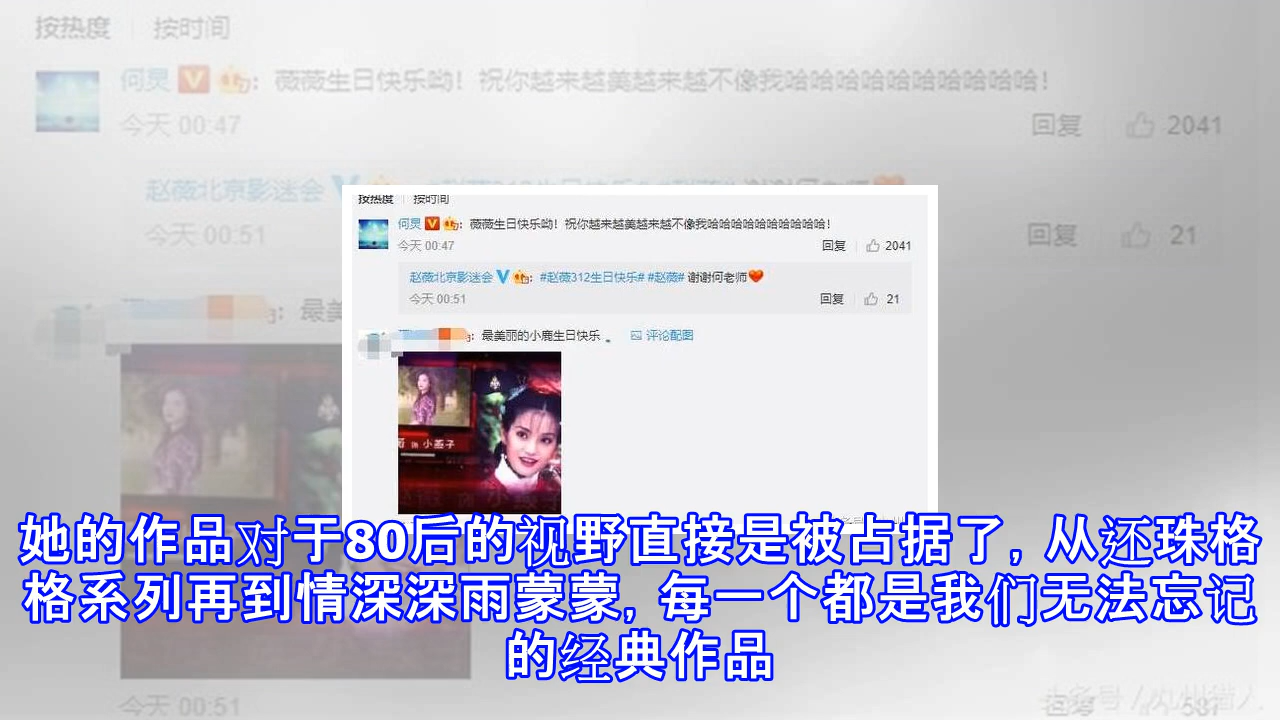 按热度 按时间
何炅 V : 薇薇生日快乐呦！祝你越来越美越来越不像我哈哈哈哈哈哈哈哈哈哈！
今天 00:47 回复 2041
赵薇北京影迷会
今天 00:51 回复 21
按热度 按时间
何炅 V : 薇薇生日快乐呦！祝你越来越美越来越不像我哈哈哈哈哈哈哈哈哈哈！
今天 00:47 回复 2041
赵薇北京影迷会 V : #赵薇312生日快乐# #赵薇# 谢谢何老师
今天 00:51 回复 21
: 最美丽的小鹿生日快乐 。 评论配图
小燕子
她的作品对于80后的视野直接是被占据了, 从还珠格
格系列再到情深深雨蒙蒙, 每一个都是我们无法忘记
的经典作品
今天 00:51 回复